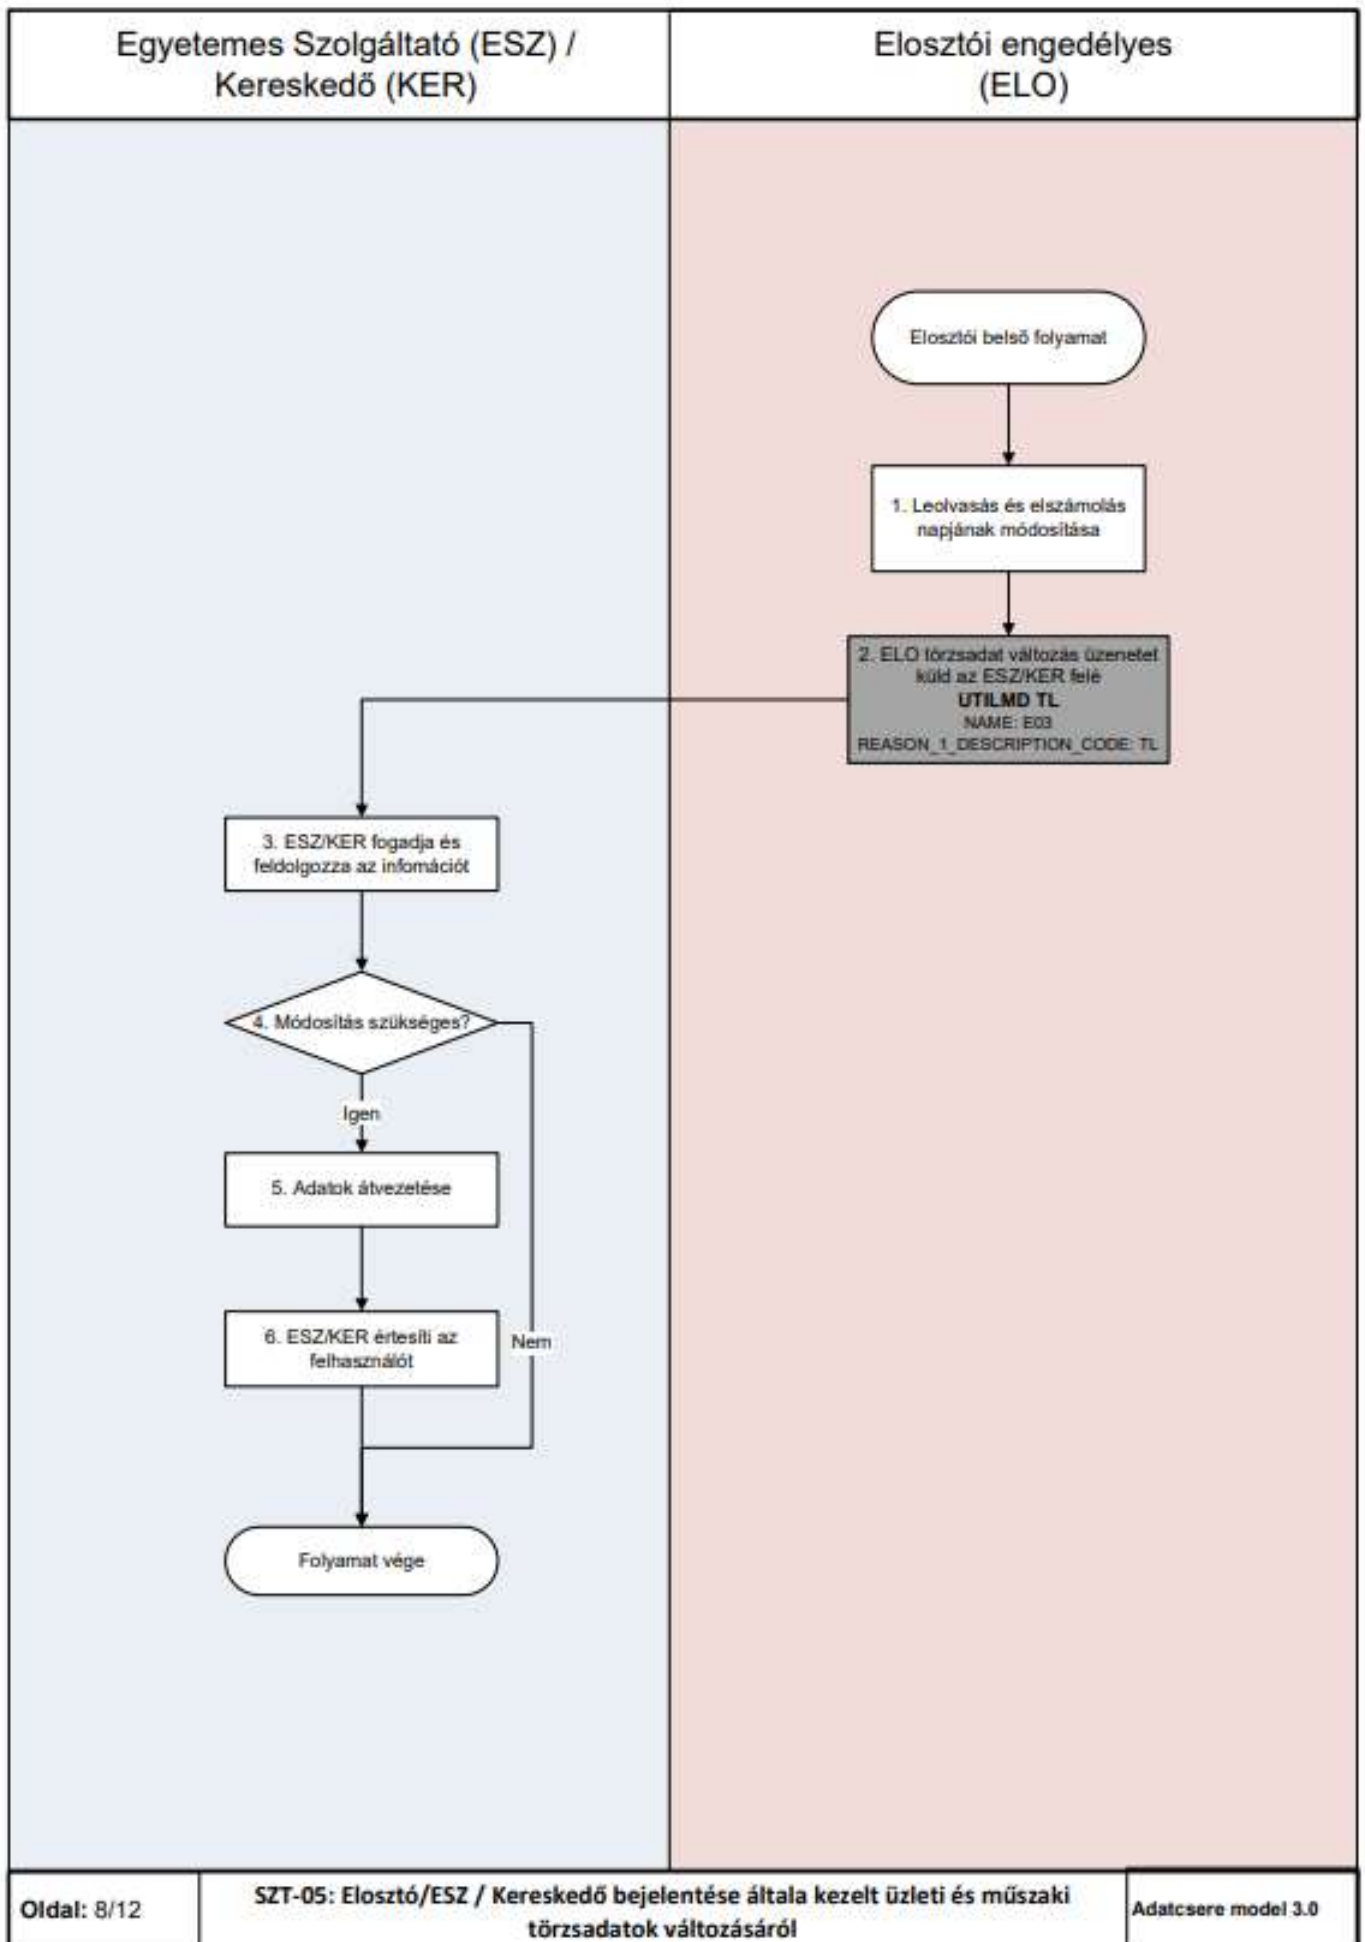 Egyetemes Szolgáltató (ESZ) /
Kereskedő (KER)
Elosztói engedélyes
(ELO)
Elosztói belső folyamat
1. Leolvasás és elszámolás
napjának módosítása
2. ELO törzsadat változás üzenetet
küld az ESZ/KER felé
UTILMD TL
NAME: E03
REASON_1_DESCRIPTION_CODE: TL
3. ESZ/KER fogadja és
feldolgozza az infomációt
4. Módosítás szükséges?
Igen
5. Adatok átvezetése
6. ESZ/KER értesíti az
felhasználót
Nem
Folyamat vége
Oldal: 8/12
SZT-05: Elosztó/ESZ / Kereskedő bejelentése általa kezelt üzleti és műszaki
törzsadatok változásáról
Adatcsere model 3.0